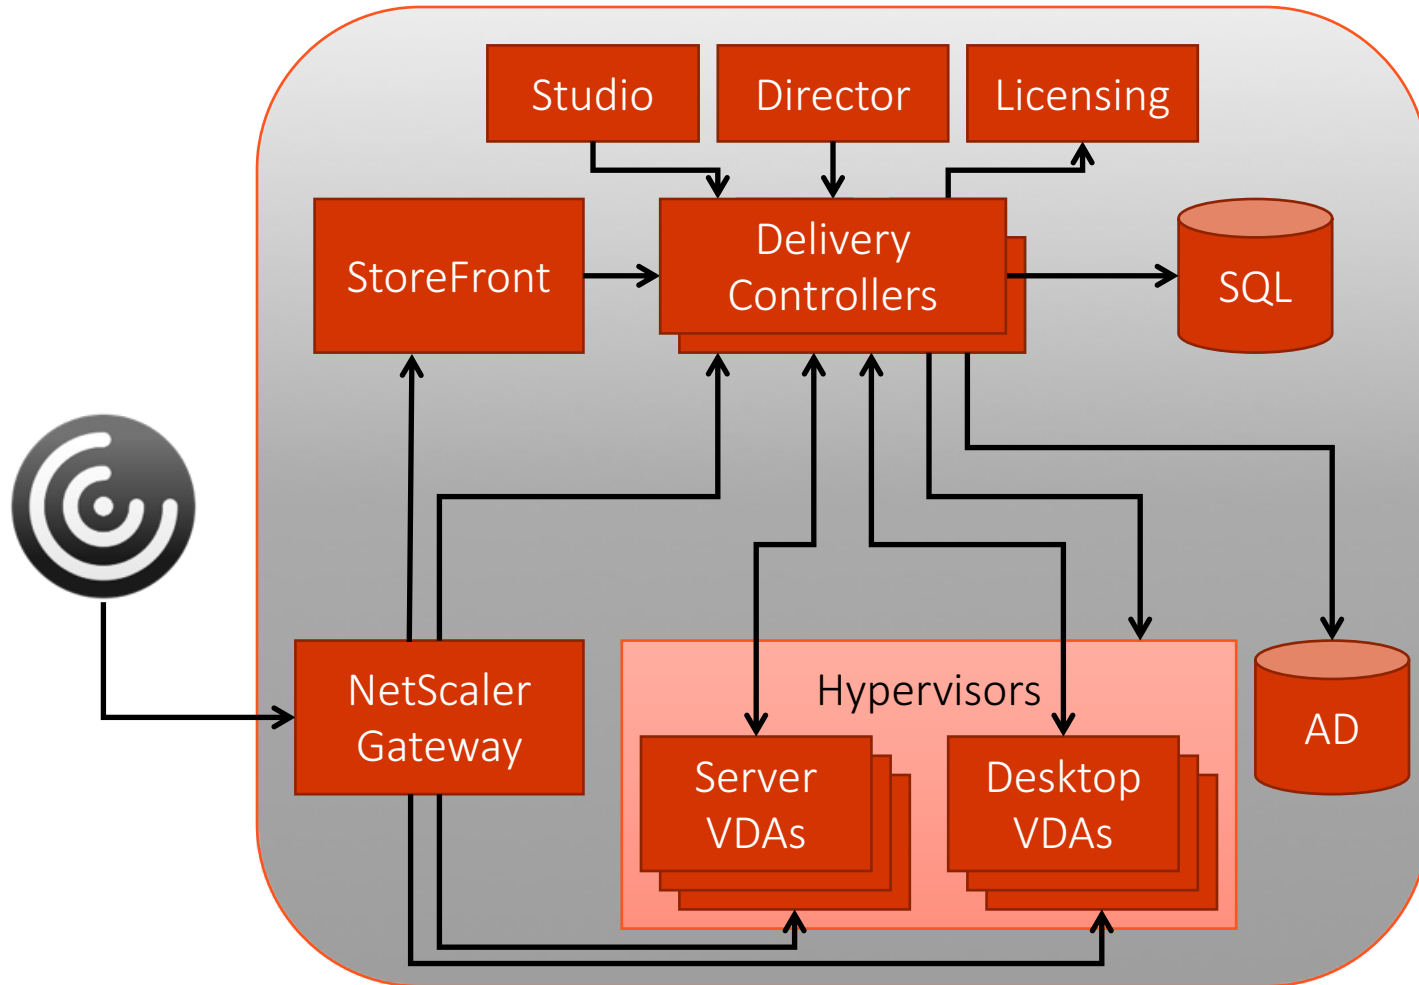 Studio
Director
Licensing
StoreFront
Delivery
Controllers
SQL
NetScaler
Gateway
Hypervisors
Server
VDAs
Desktop
VDAs
AD